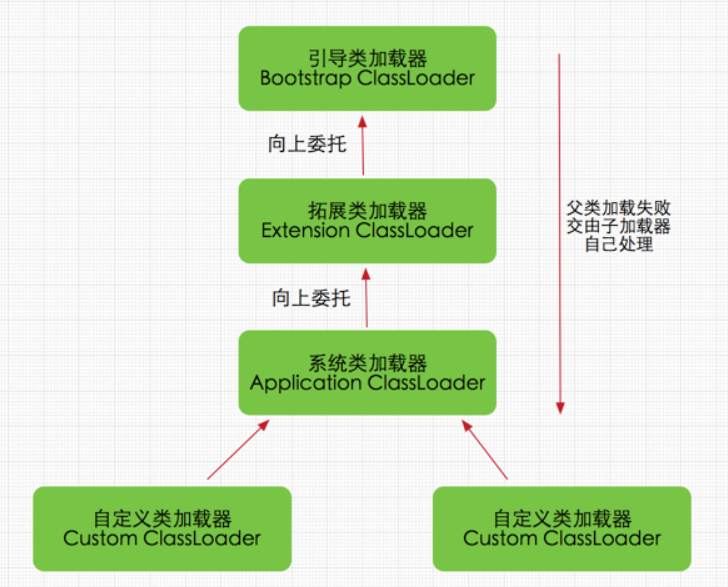 引导类加载器
Bootstrap ClassLoader
向上委托
拓展类加载器
Extension ClassLoader
父类加载失败
交由子加载器
自己处理
向上委托
系统类加载器
Application ClassLoader
自定义类加载器
Custom ClassLoader
自定义类加载器
Custom ClassLoader